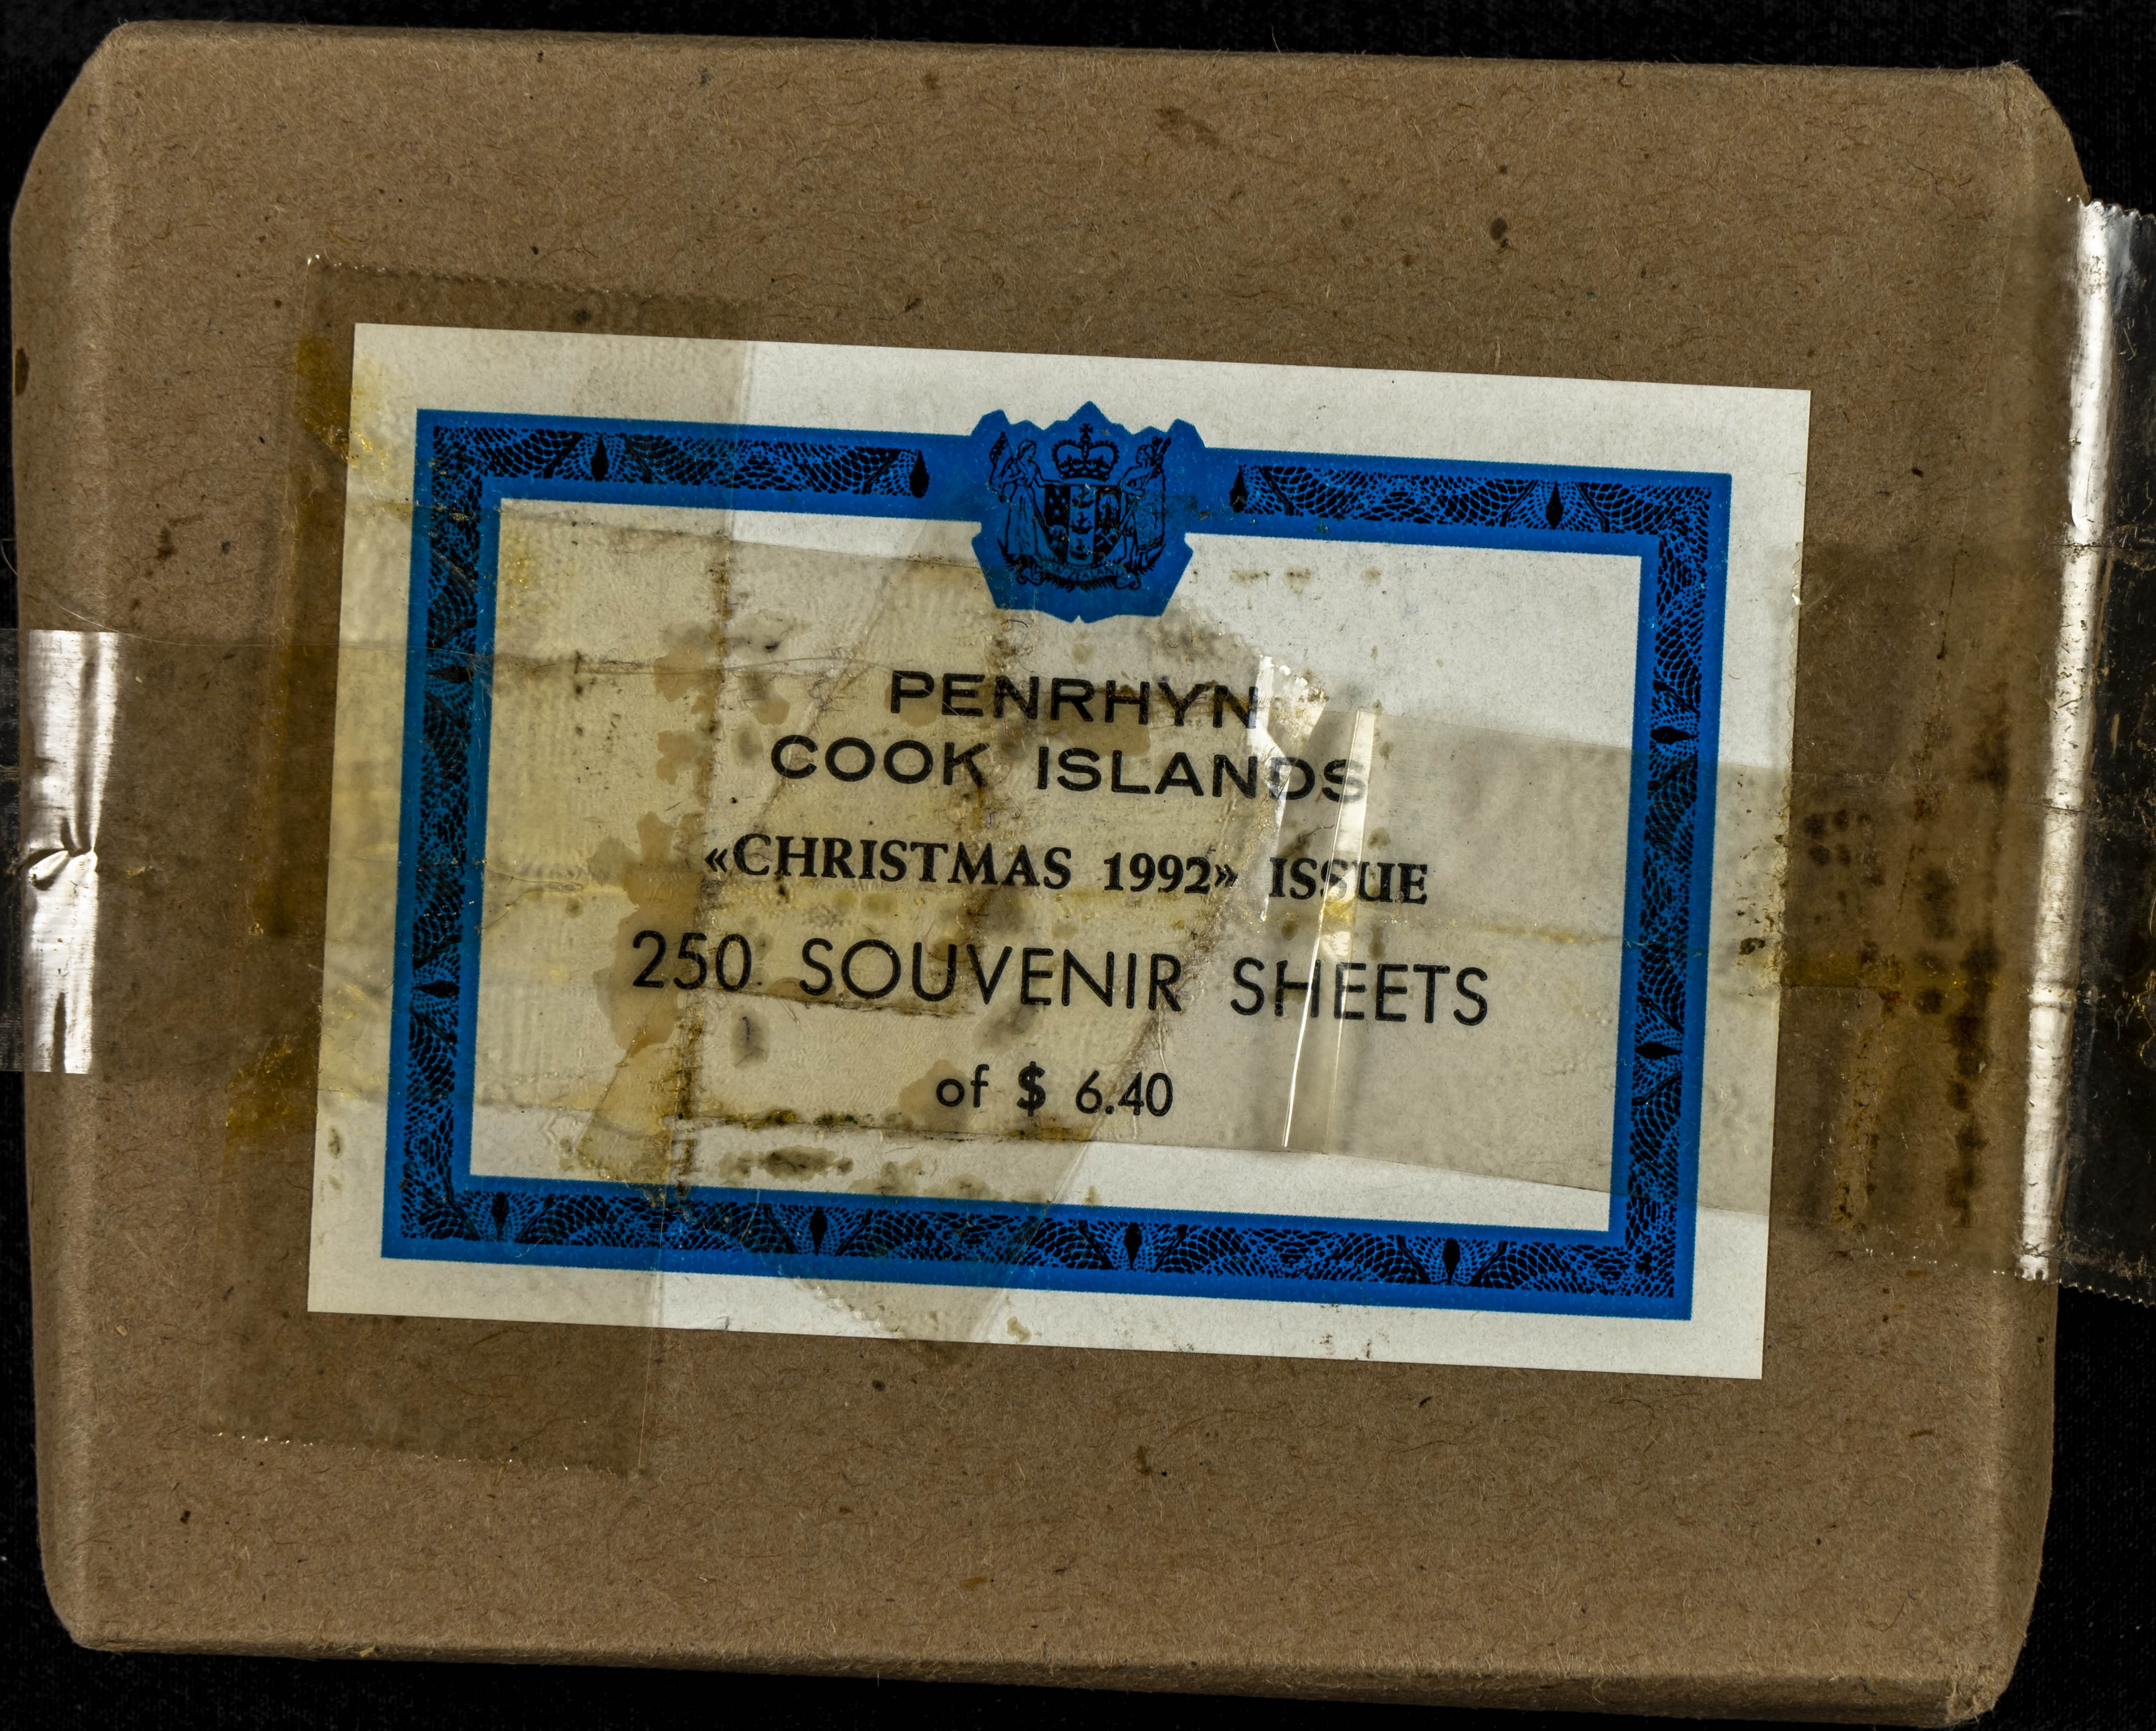 PENRHYN
COOK ISLANDS
«CHRISTMAS 1992» ISSUE
250 SOUVENIR SHEETS
of $ 6.40